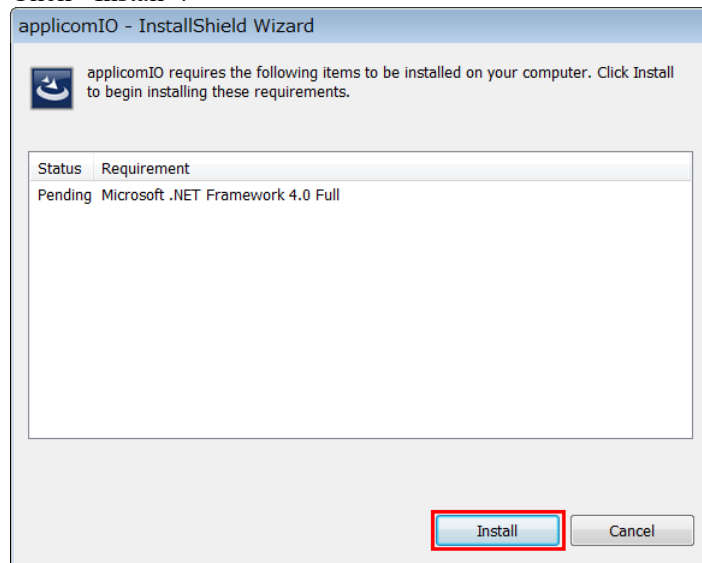 applicomIO - InstallShield Wizard
applicomIO requires the following items to be installed on your computer. Click Install
to begin installing these requirements.
Status Requirement
Pending Microsoft .NET Framework 4.0 Full
Install Cancel